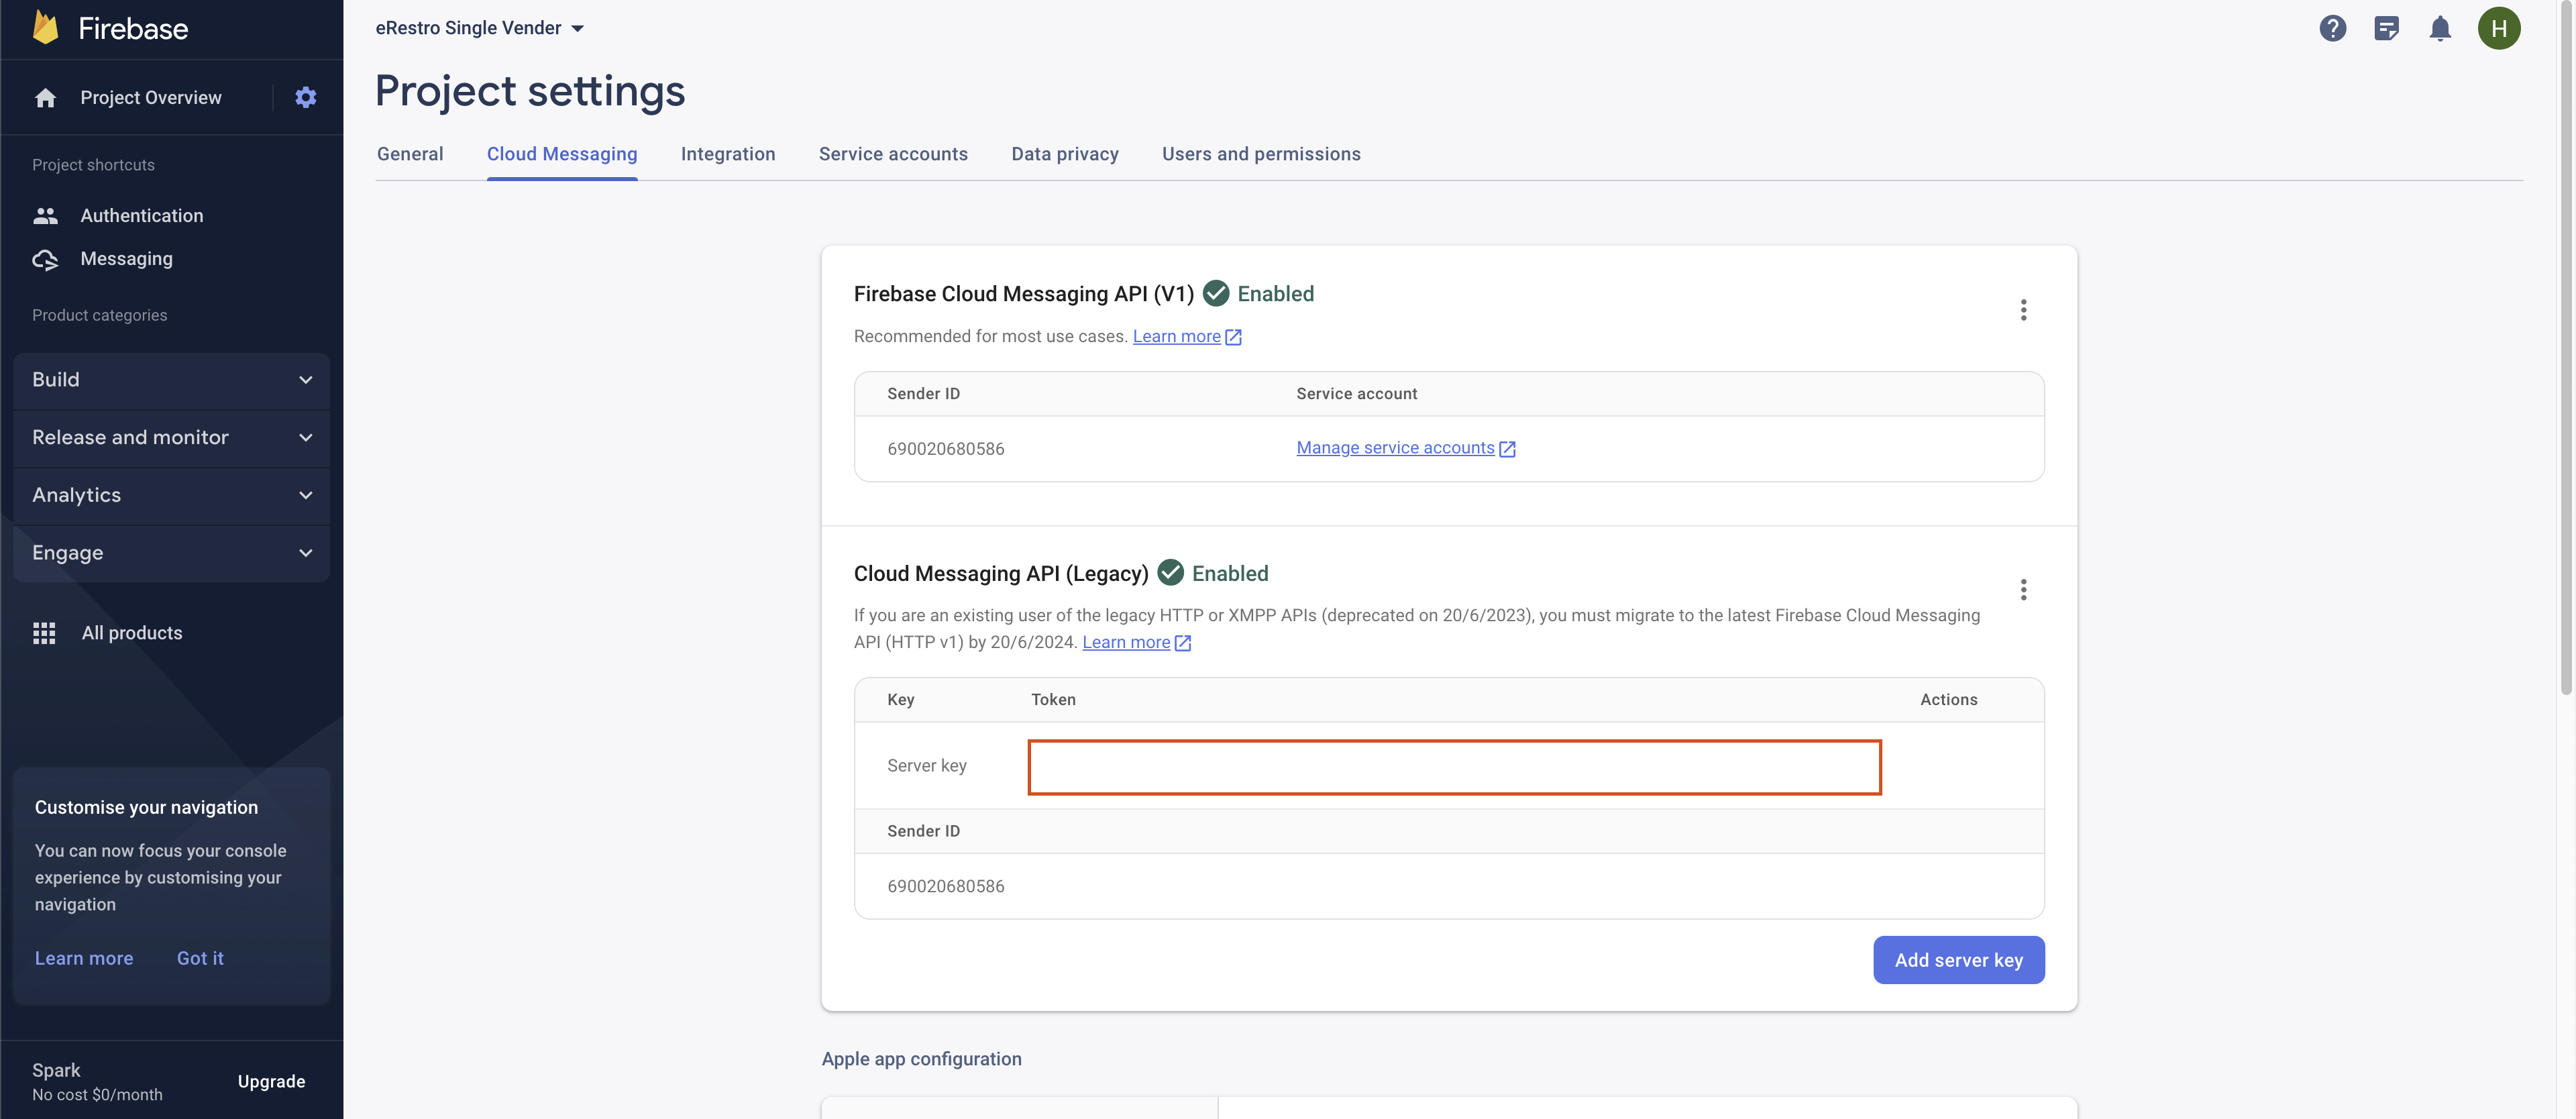 Firebase
Project Overview
Project shortcuts
Authentication
Messaging
Product categories
Build
Release and monitor
Analytics
Engage
All products
Customise your navigation
You can now focus your console
experience by customising your
navigation
Learn more Got it
Spark
No cost $0/month
Upgrade
eRestro Single Vender
H
Project settings
General Cloud Messaging Integration Service accounts Data privacy Users and permissions
Firebase Cloud Messaging API (V1) Enabled
Recommended for most use cases. Learn more
Sender ID Service account
690020680586 Manage service accounts
Cloud Messaging API (Legacy) Enabled
If you are an existing user of the legacy HTTP or XMPP APIs (deprecated on 20/6/2023), you must migrate to the latest Firebase Cloud Messaging
API (HTTP v1) by 20/6/2024. Learn more
Key Token Actions
Server key
Sender ID
690020680586
Add server key
Apple app configuration